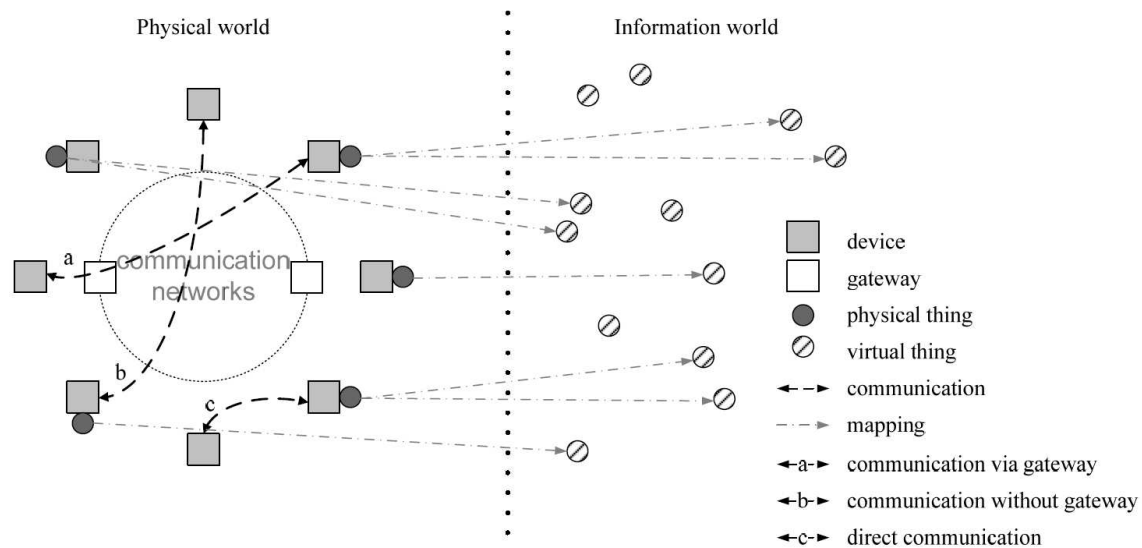 Physical world
Information world
a
communication
networks
b
c
device
gateway
physical thing
virtual thing
communication
mapping
a communication via gateway
b communication without gateway
c direct communication